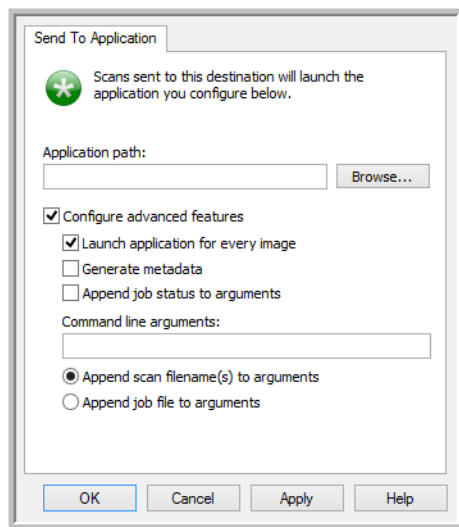 Send To Application
Scans sent to this destination will launch the
application you configure below.
Application path:
Browse...
Configure advanced features
Launch application for every image
Generate metadata
Append job status to arguments
Command line arguments:
Append scan filename(s) to arguments
Append job file to arguments
OK Cancel Apply Help